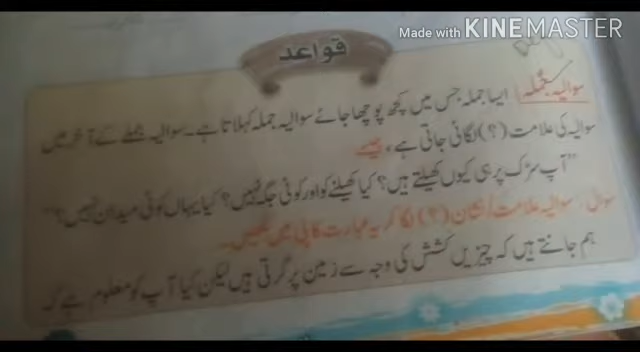 Made with KINEMASTER
قواعد
سوالیہ جملہ: ایسا جملہ جس میں کچھ پوچھا جائے سوالیہ جملہ کہلاتا ہے۔ سوالیہ جملے کے آخر میں
سوالیہ کی علامت (؟) لگائی جاتی ہے، جیسے
"آپ سڑک پر ہی کیوں کھیلتے ہیں؟ کیا کھیلنے کو اور کوئی جگہ نہیں؟ کیا یہاں کوئی میدان نہیں؟"
سوال: سوالیہ علامت/نشان (؟) لگا کر یہ عبارت کاپی میں لکھیں۔
ہم جانتے ہیں کہ چیزیں کشش کی وجہ سے زمین پر گرتی ہیں لیکن کیا آپ کو معلوم ہے کہ